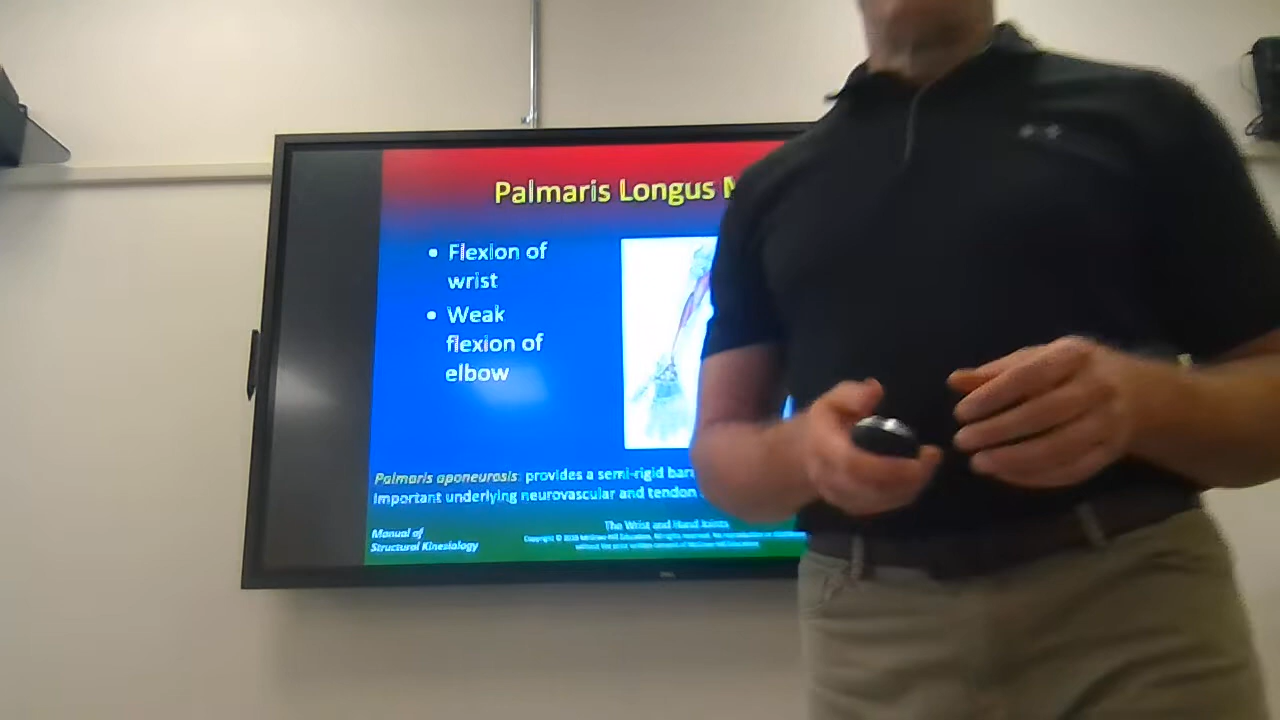 Palmaris Longus
• Flexion of
wrist
• Weak
flexion of
elbow
Palmaris aponeurosis: provides a semi-rigid
important underlying neurovascular and tendon
The Wrist and Hand Joints
Manual of
Structural Kinesiology